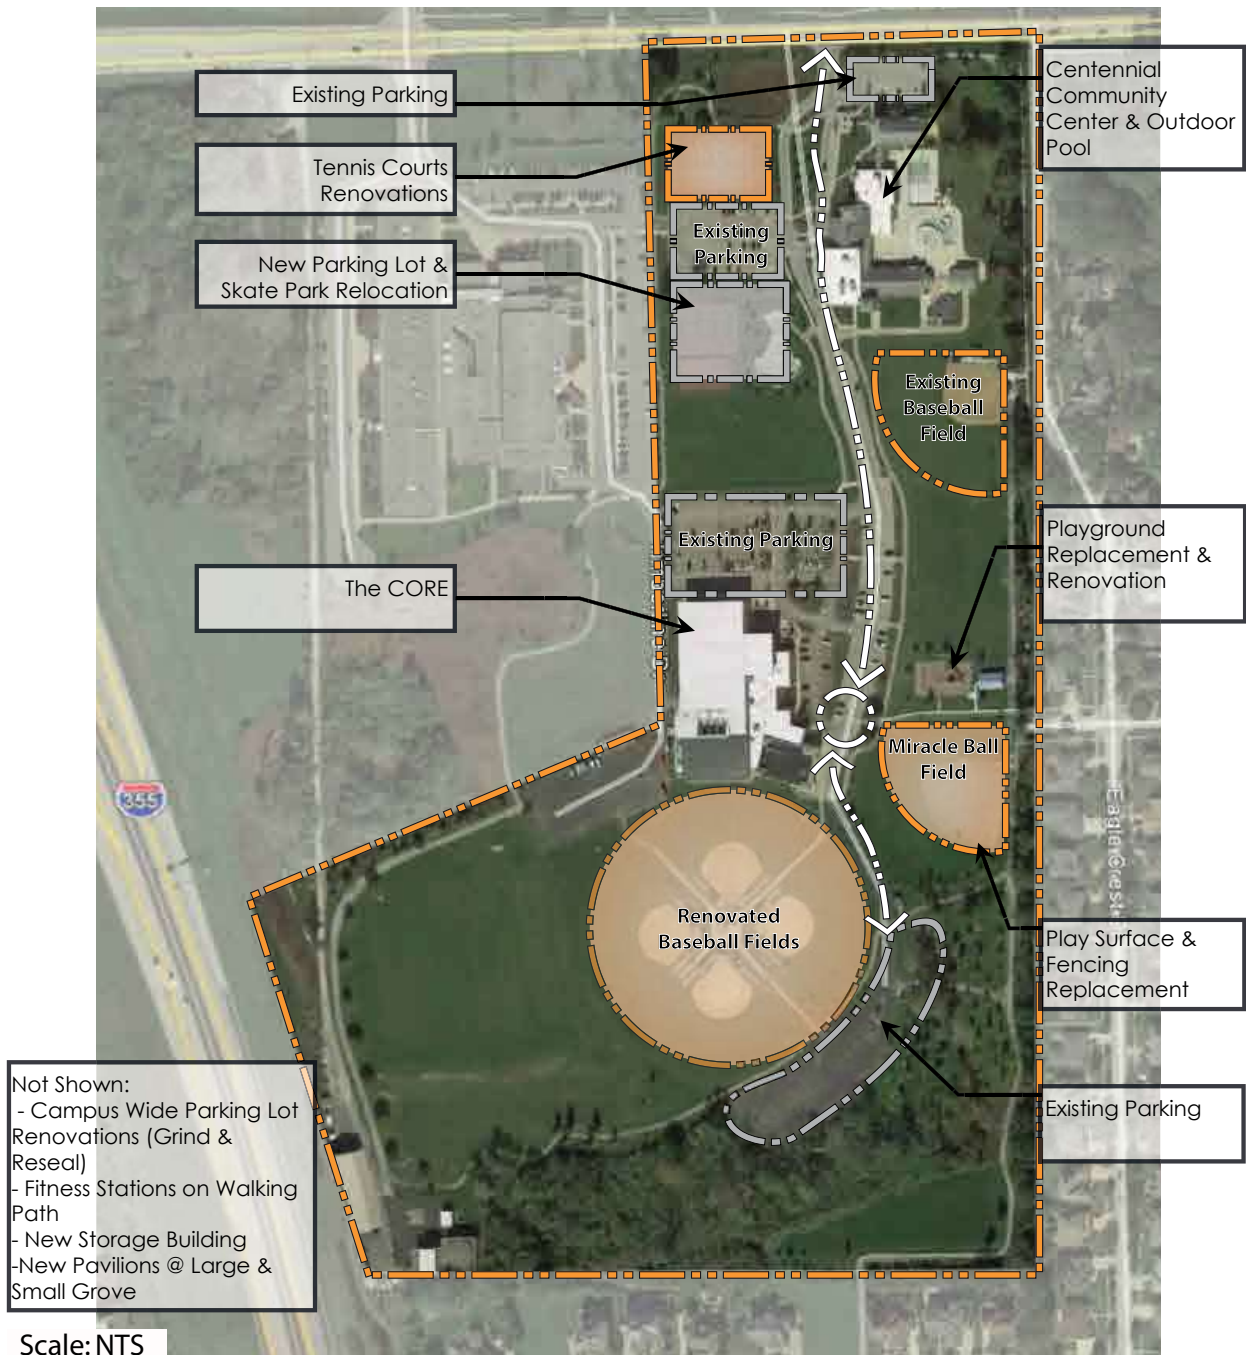 Existing Parking
Centennial
Community
Center & Outdoor
Pool
Tennis Courts
Renovations
Existing
Parking
New Parking Lot &
Skate Park Relocation
Existing
Baseball
Field
Existing Parking
Playground
Replacement &
Renovation
The CORE
Miracle Ball
Field
355
Renovated
Baseball Fields
Play Surface &
Fencing
Replacement
Existing Parking
Not Shown:
- Campus Wide Parking Lot
Renovations (Grind &
Reseal)
- Fitness Stations on Walking
Path
- New Storage Building
-New Pavilions @ Large &
Small Grove
Scale: NTS